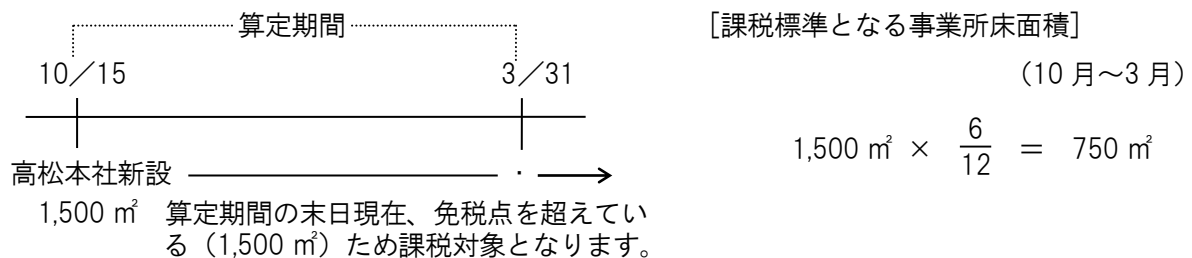 算定期間
10／15
3／31
高松本社新設
1,500 ㎡ 算定期間の末日現在、免税点を超えてい
る（1,500 ㎡）ため課税対象となります。
［課税標準となる事業所床面積］
（10 月～3 月）
1,500 ㎡ × 6/12 ＝ 750 ㎡